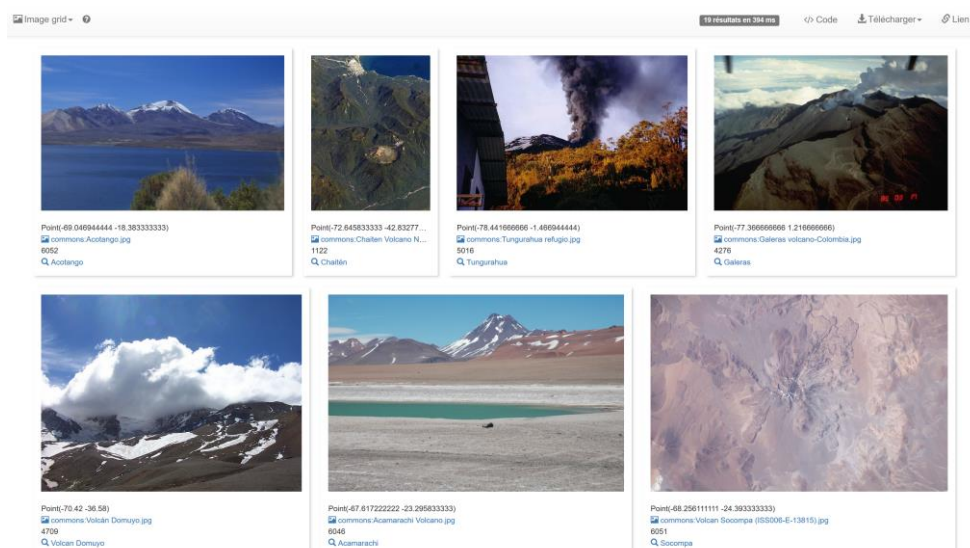 Image grid
19 résultats en 394 ms
</> Code
Télécharger
Lien
Point(-69.046944444 -18.383333333)
commons:Acotango.jpg
6052
Acotango
Point(-72.645833333 -42.83277...
commons:Chaiten Volcano N...
1122
Chaitén
Point(-78.441666666 -1.466944444)
commons:Tungurahua refugio.jpg
5016
Tungurahua
Point(-77.366666666 1.216666666)
commons:Galeras volcano-Colombia.jpg
4276
Galeras
Point(-70.42 -36.58)
commons:Volcán Domuyo.jpg
4709
Volcan Domuyo
Point(-67.617222222 -23.295833333)
commons:Acamarachi Volcano.jpg
6046
Acamarachi
Point(-68.256111111 -24.393333333)
commons:Volcan Socompa (ISS006-E-13815).jpg
6051
Socompa